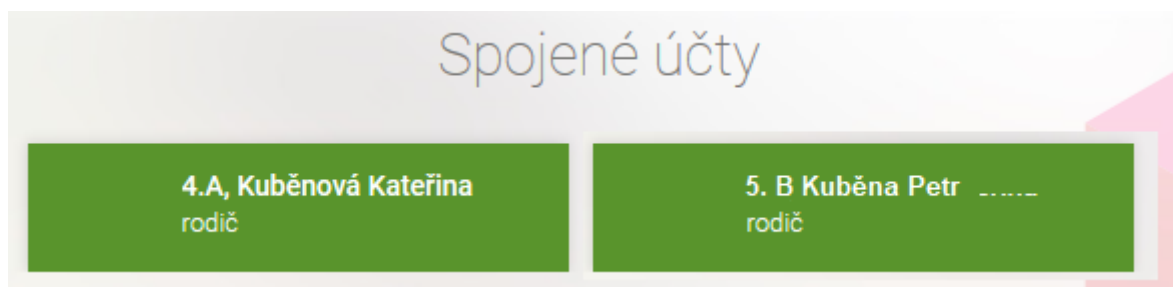 Spojené účty
4.A, Kuběnová Kateřina
rodič
5. B Kuběna Petr
rodič